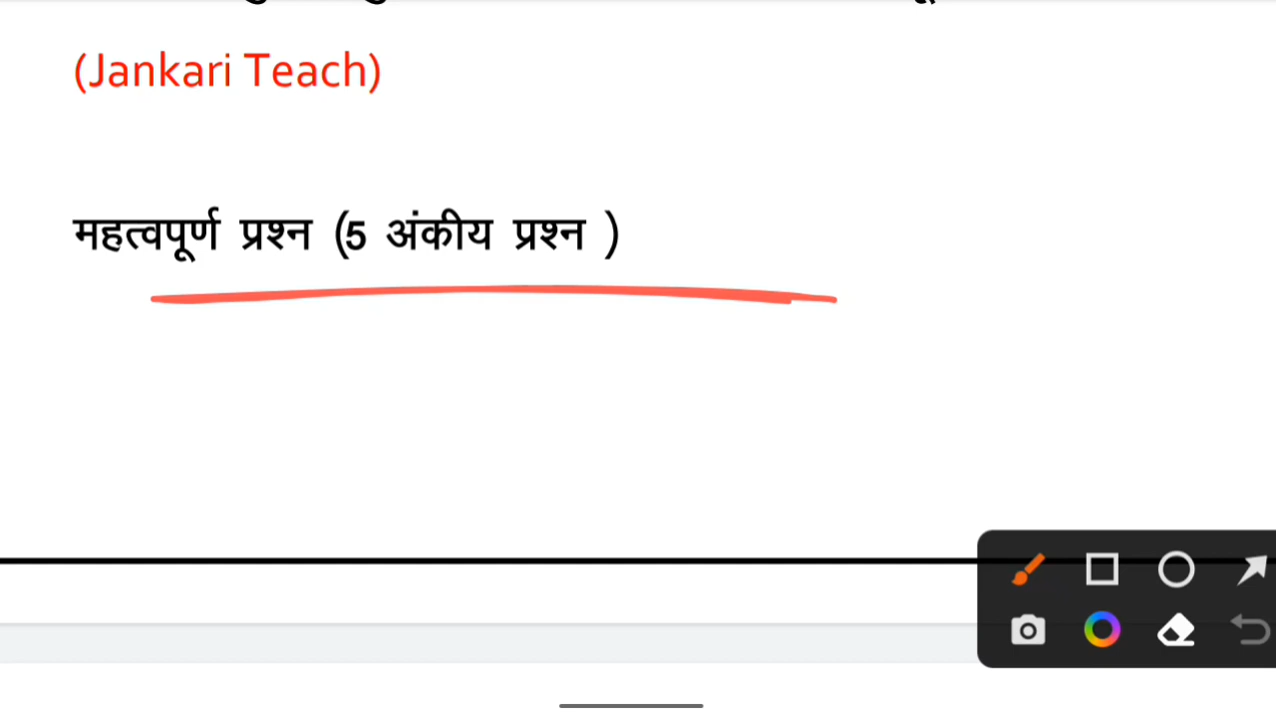 (Jankari Teach)
महत्वपूर्ण प्रश्न (5 अंकीय प्रश्न )